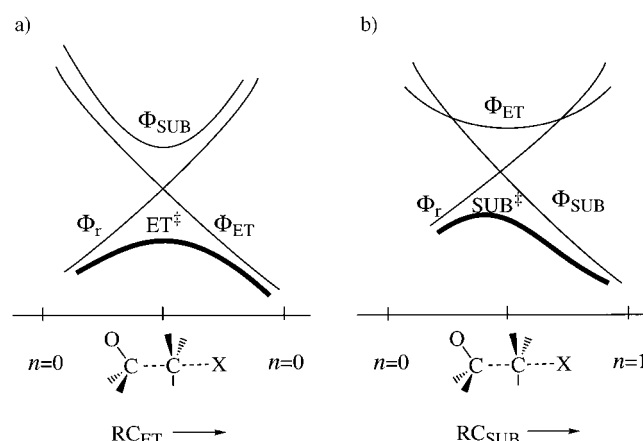 a)
Φ_SUB
Φ_r
ET‡
Φ_ET
n=0
O
C
C
X
n=0
RC_ET
b)
Φ_ET
Φ_r
SUB‡
Φ_SUB
n=0
O
C
C
X
n=1
RC_SUB